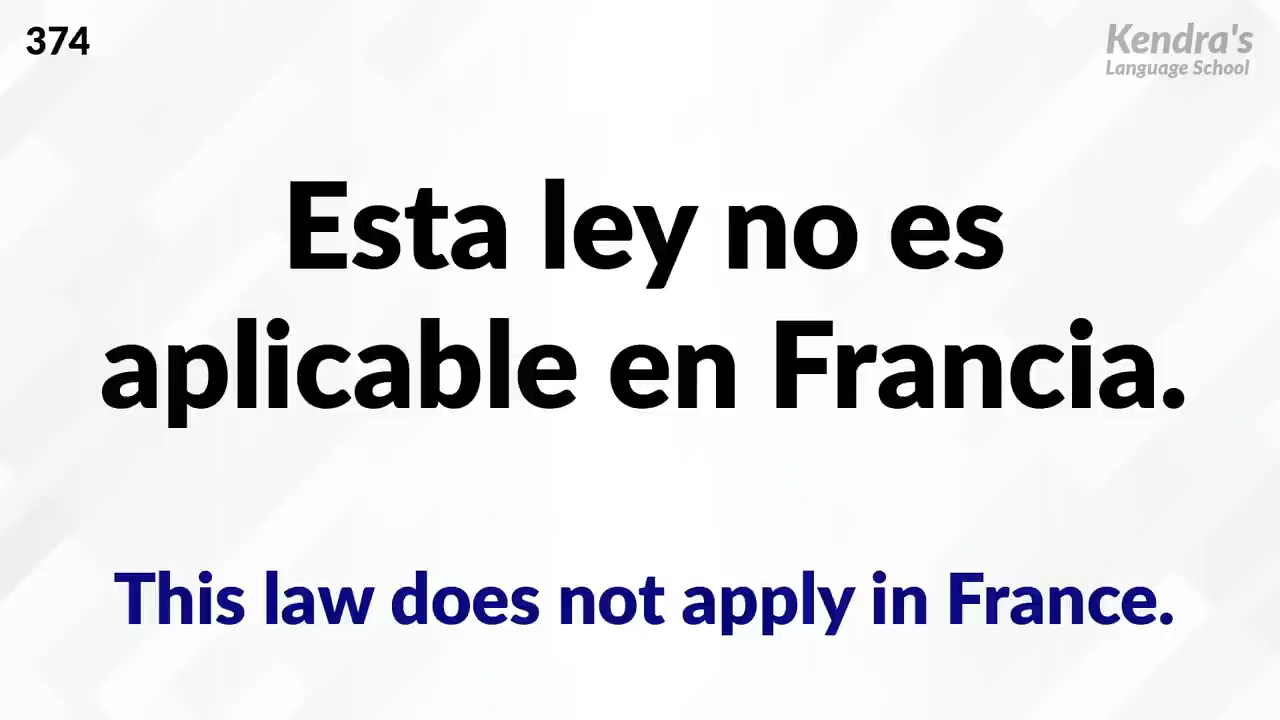 374
Kendra's
Language School
Esta ley no es
aplicable en Francia.
This law does not apply in France.